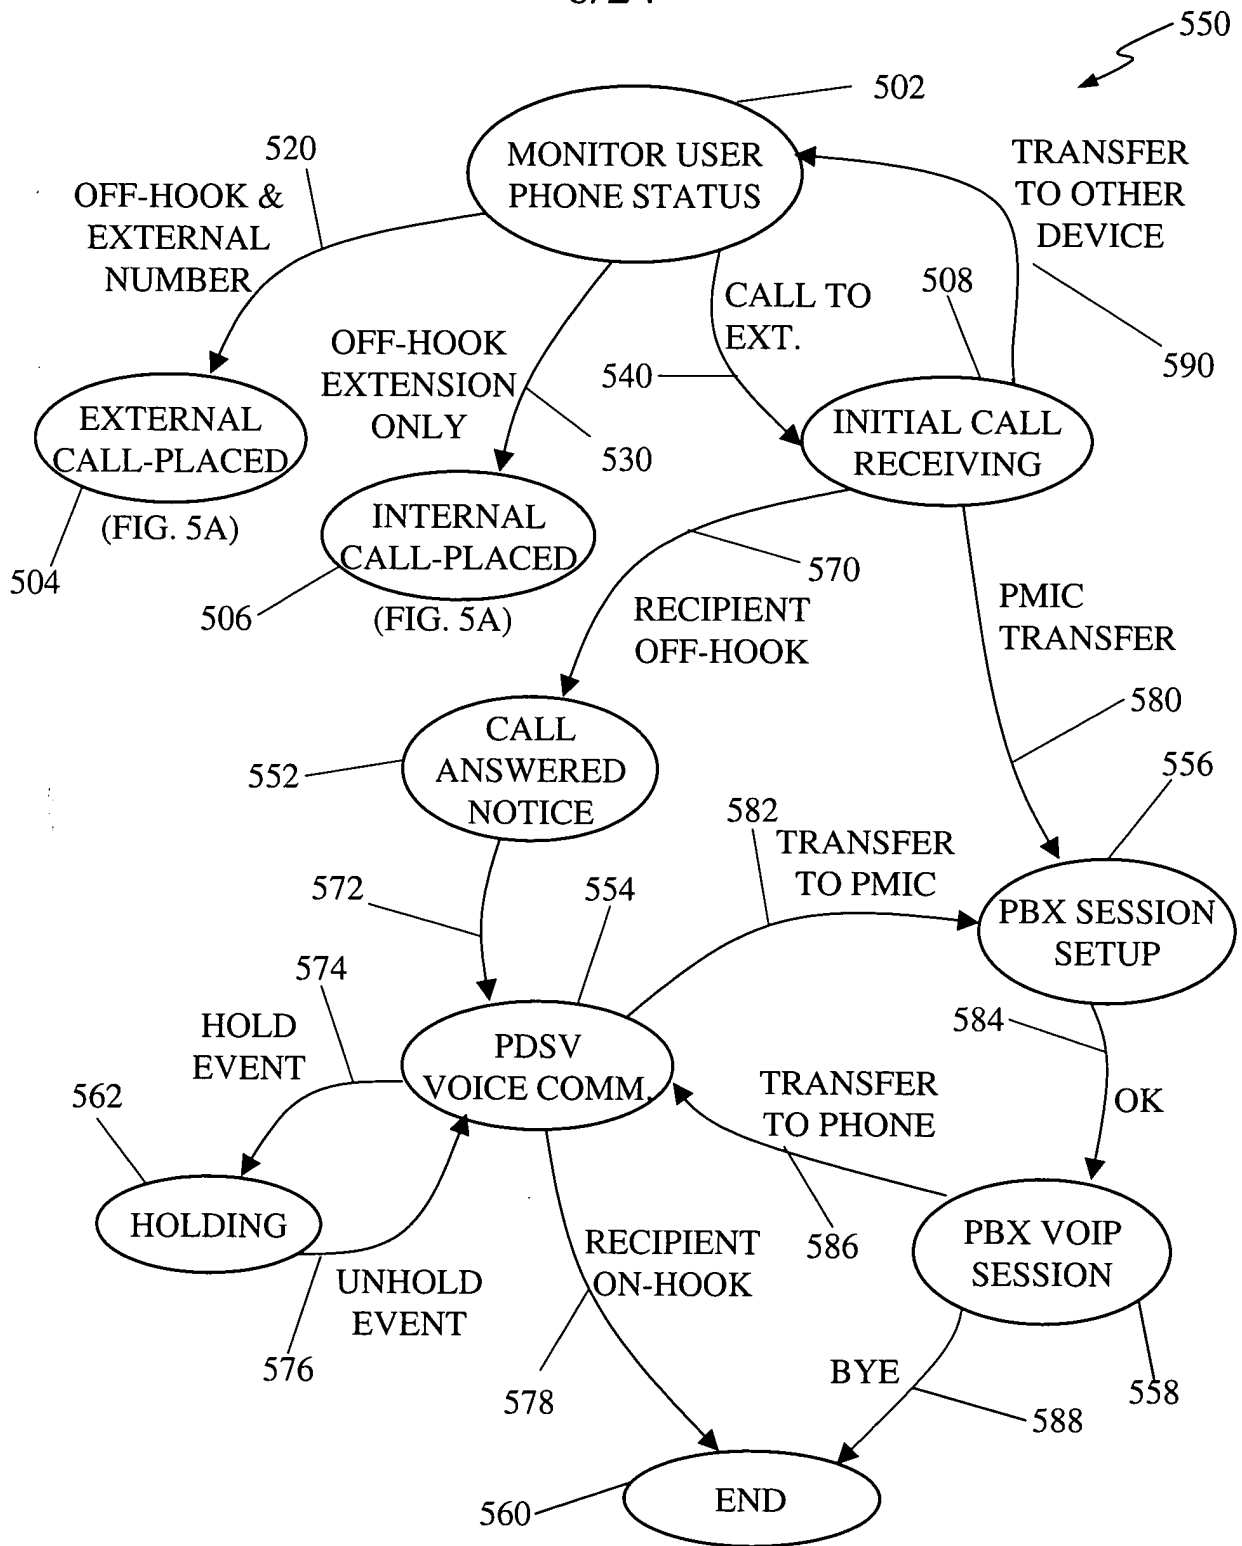 550
502
MONITOR USER
PHONE STATUS
520
OFF-HOOK &
EXTERNAL
NUMBER
TRANSFER
TO OTHER
DEVICE
590
508
CALL TO
EXT.
540
OFF-HOOK
EXTENSION
ONLY
530
EXTERNAL
CALL-PLACED
(FIG. 5A)
504
INTERNAL
CALL-PLACED
(FIG. 5A)
506
INITIAL CALL
RECEIVING
570
RECIPIENT
OFF-HOOK
PMIC
TRANSFER
580
556
CALL
ANSWERED
NOTICE
552
582
TRANSFER
TO PMIC
PBX SESSION
SETUP
572
554
574
HOLD
EVENT
PDSV
VOICE COMM.
584
OK
TRANSFER
TO PHONE
586
562
HOLDING
UNHOLD
EVENT
576
RECIPIENT
ON-HOOK
578
PBX VOIP
SESSION
558
BYE
588
END
560